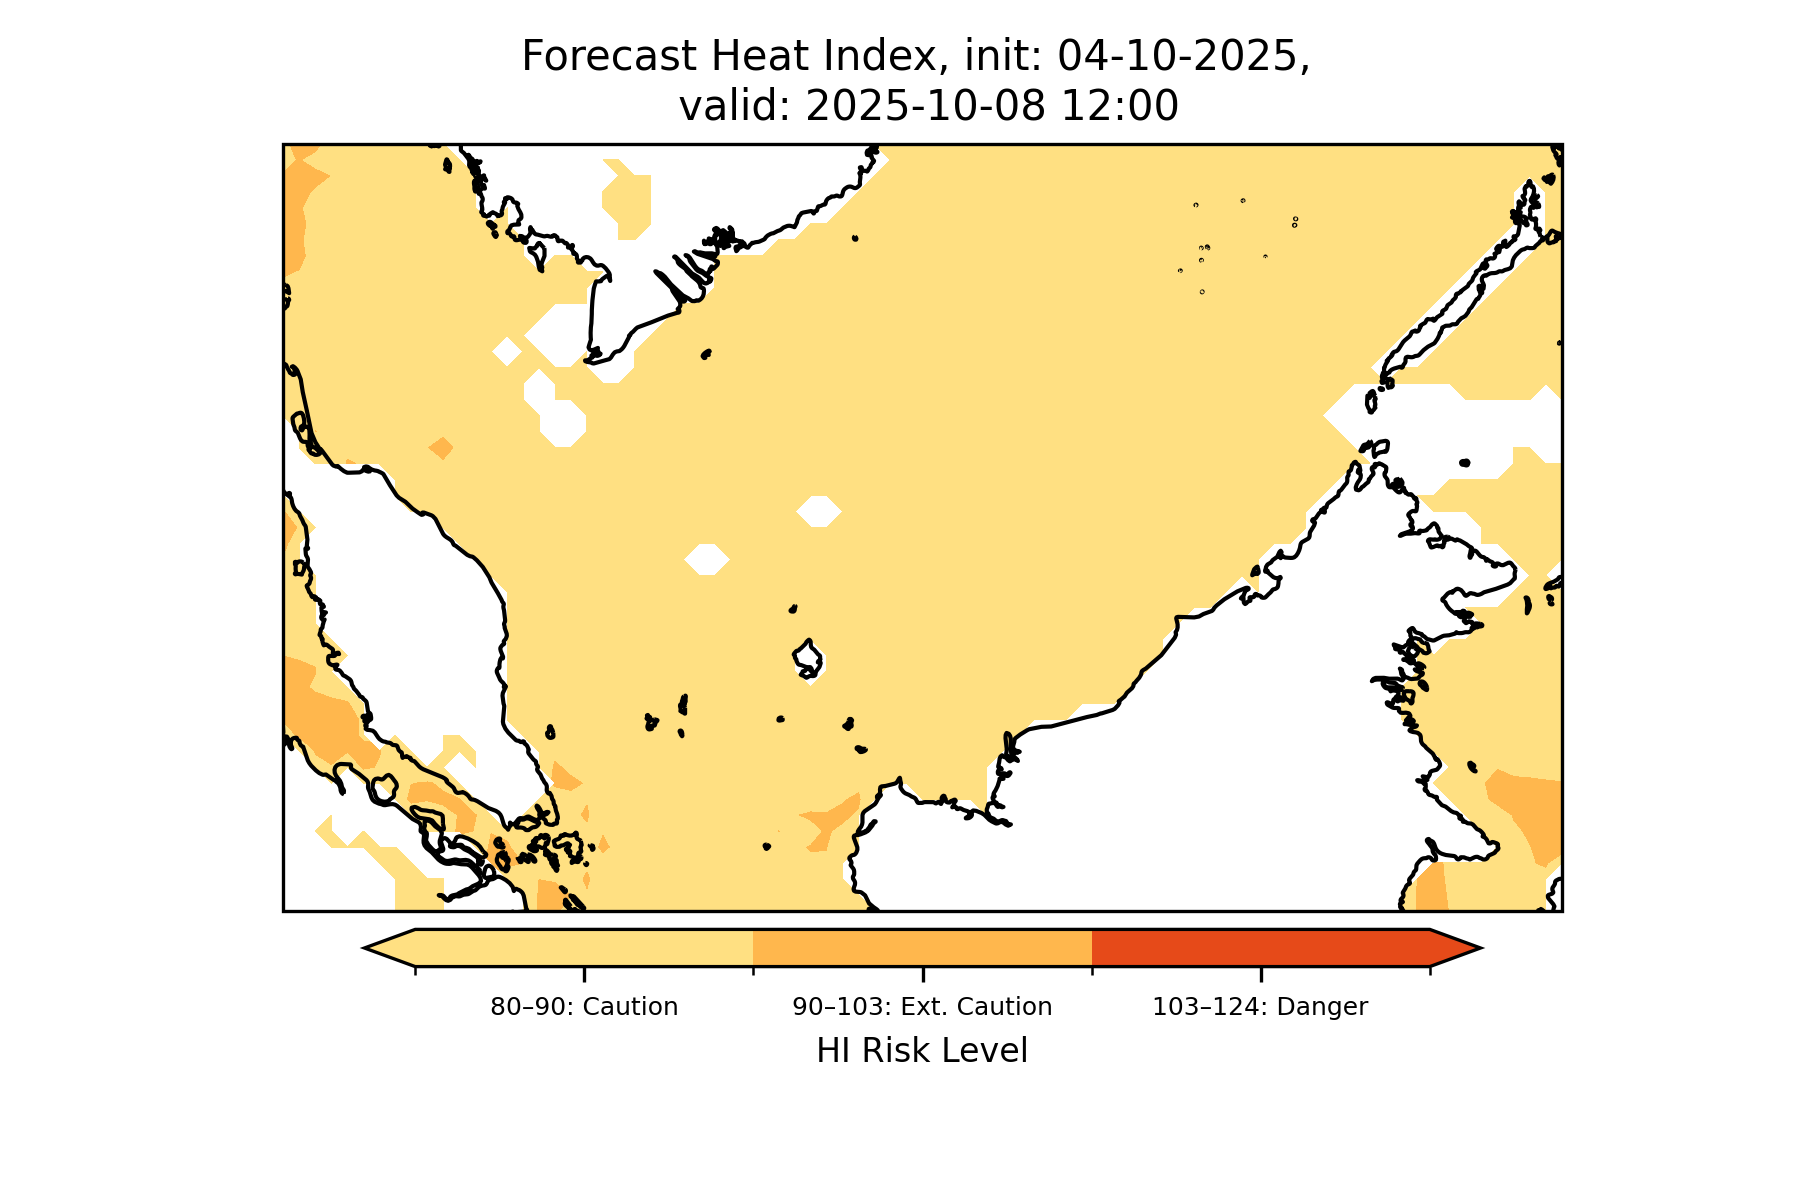 Forecast Heat Index, init: 04-10-2025,
valid: 2025-10-08 12:00
80–90: Caution
90–103: Ext. Caution
103–124: Danger
HI Risk Level